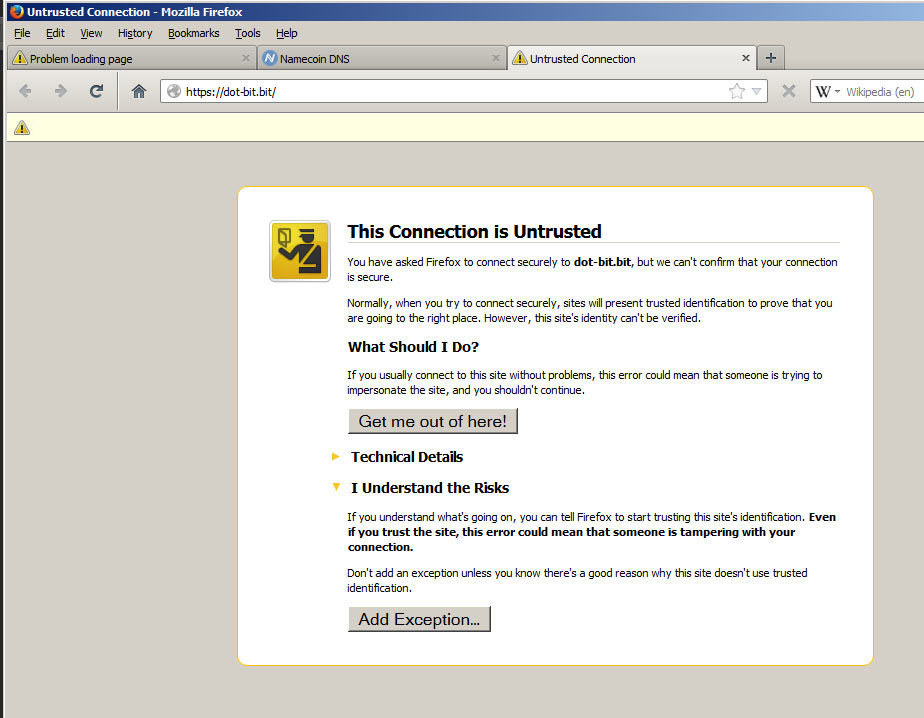 Untrusted Connection - Mozilla Firefox
File Edit View History Bookmarks Tools Help
Problem loading page
Namecoin DNS
Untrusted Connection
https://dot-bit.bit/
W Wikipedia (en)
This Connection is Untrusted
You have asked Firefox to connect securely to dot-bit.bit, but we can't confirm that your connection
is secure.
Normally, when you try to connect securely, sites will present trusted identification to prove that you
are going to the right place. However, this site's identity can't be verified.
What Should I Do?
If you usually connect to this site without problems, this error could mean that someone is trying to
impersonate the site, and you shouldn't continue.
Get me out of here!
Technical Details
I Understand the Risks
If you understand what's going on, you can tell Firefox to start trusting this site's identification. Even
if you trust the site, this error could mean that someone is tampering with your
connection.
Don't add an exception unless you know there's a good reason why this site doesn't use trusted
identification.
Add Exception...